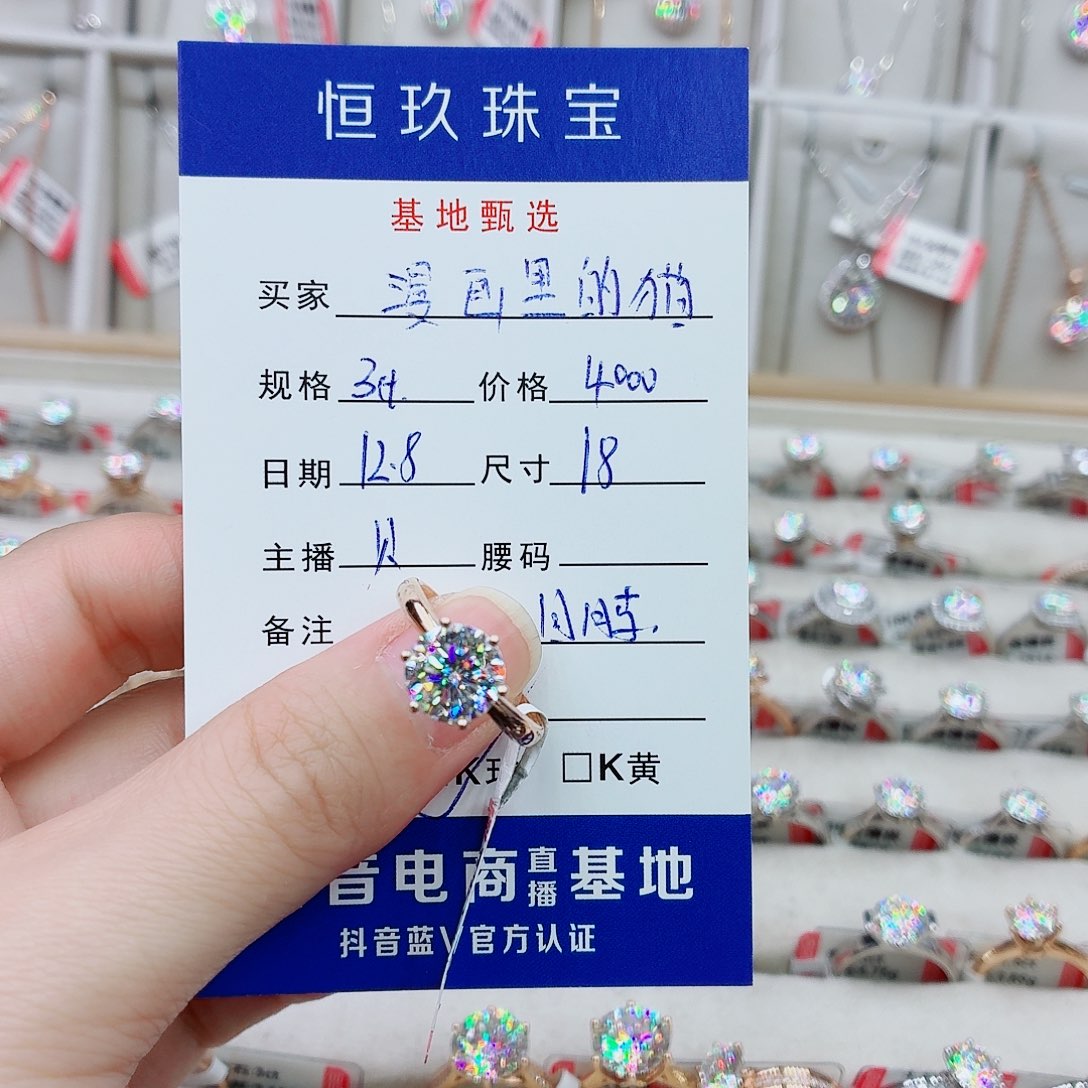 恒玖珠宝
基地甄选
买家 漫画里的猫
规格 3ct. 价格 4000
日期 12.8 尺寸 18
主播 贝 腰码
备注
K K黄
音电商直播基地
抖音蓝V官方认证